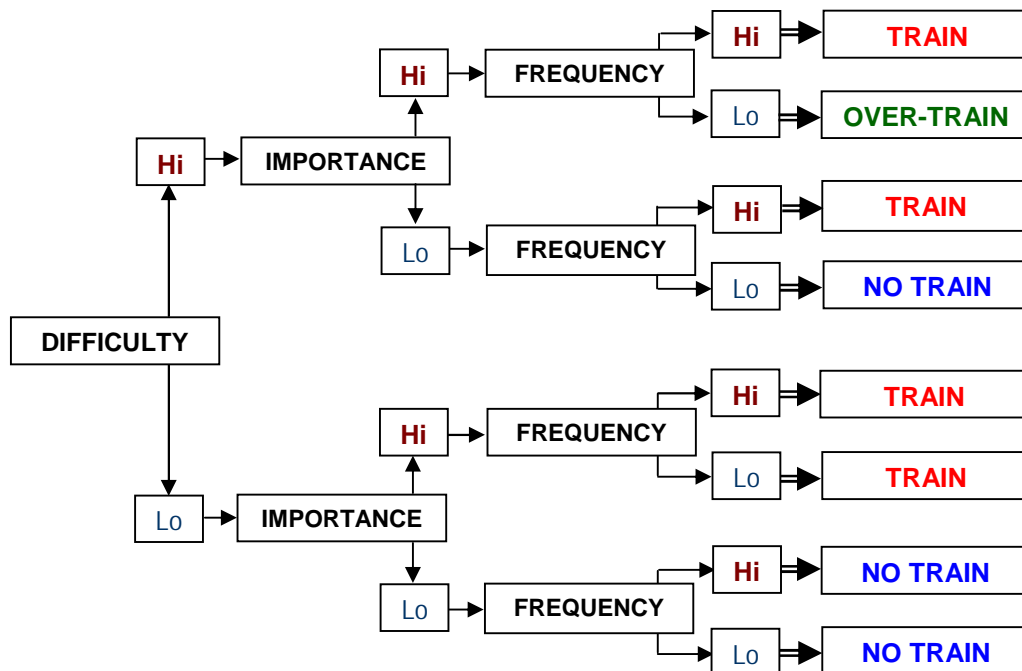 Hi TRAIN
Hi FREQUENCY
Lo OVER-TRAIN
Hi IMPORTANCE
Hi TRAIN
Lo FREQUENCY
Lo NO TRAIN
DIFFICULTY
Hi TRAIN
Hi FREQUENCY
Lo TRAIN
Lo IMPORTANCE
Hi NO TRAIN
Lo FREQUENCY
Lo NO TRAIN